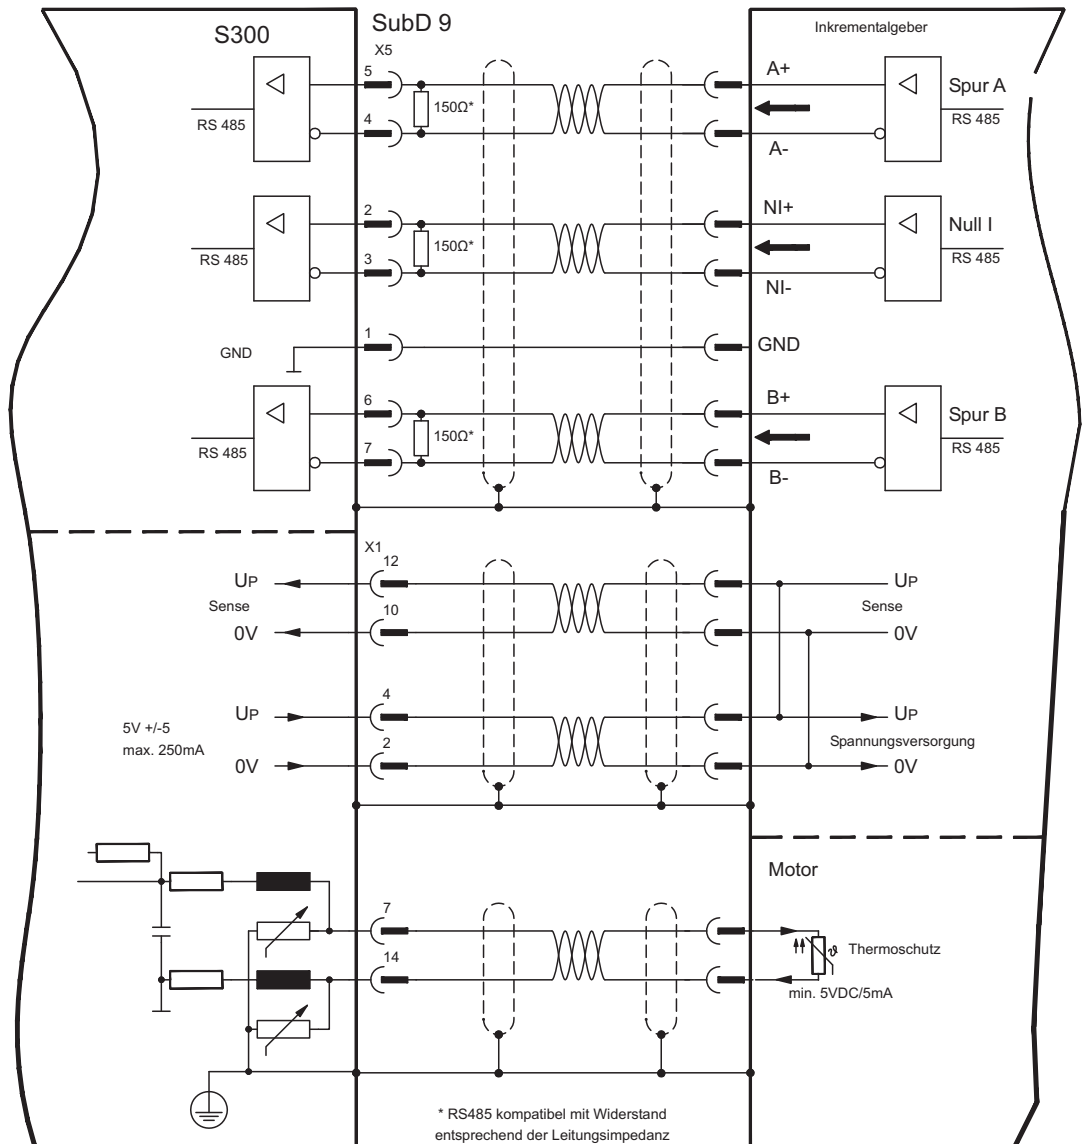 S300
SubD 9
Inkrementalgeber
X5
5
A+
Spur A
150Ω*
RS 485
RS 485
4
A-
2
NI+
Null I
150Ω*
RS 485
RS 485
3
NI-
1
GND
GND
6
B+
Spur B
150Ω*
RS 485
RS 485
7
B-
X1
12
UP
UP
Sense
Sense
10
0V
0V
4
UP
UP
5V +/-5
max. 250mA
Spannungsversorgung
2
0V
0V
Motor
7
ϑ
Thermoschutz
14
min. 5VDC/5mA
* RS485 kompatibel mit Widerstand
entsprechend der Leitungsimpedanz